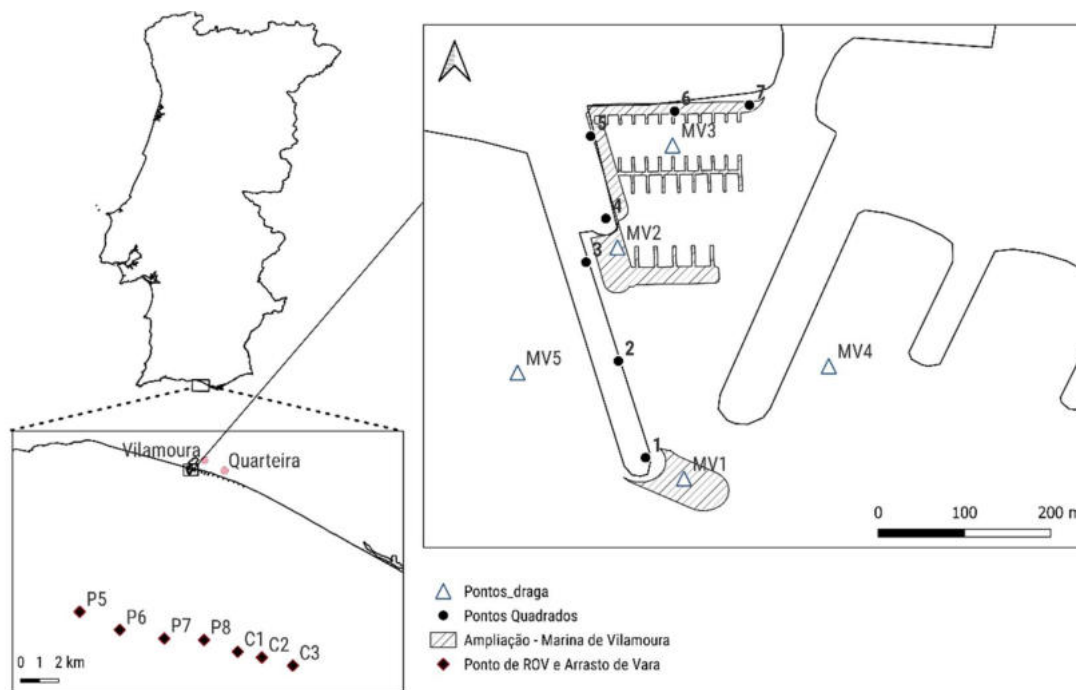 6
7
5
MV3
4
MV2
3
2
MV5
MV4
1
MV1
0 100 200 m
Vilamoura
Quarteira
P5
P6
P7
P8
C1
C2
C3
0 1 2 km
Pontos_draga
Pontos Quadrados
Ampliação - Marina de Vilamoura
Ponto de ROV e Arrasto de Vara